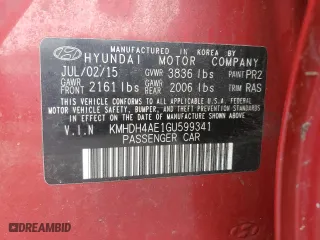 MANUFACTURED IN KOREA BY
HYUNDAI MOTOR COMPANY
JUL/02/15 GVWR 3836 lbs PAINT PR2
GAWR FRONT 2161 lbs GAWR REAR 2006 lbs TRIM RAS
THIS VEHICLE CONFORMS TO ALL APPLICABLE
FEDERAL MOTOR VEHICLE SAFETY, BUMPER, AND
THEFT PREVENTION STANDARDS IN EFFECT ON THE
DATE OF MANUFACTURE SHOWN ABOVE.
V.I.N KMHDH4AE1GU599341
PASSENGER CAR